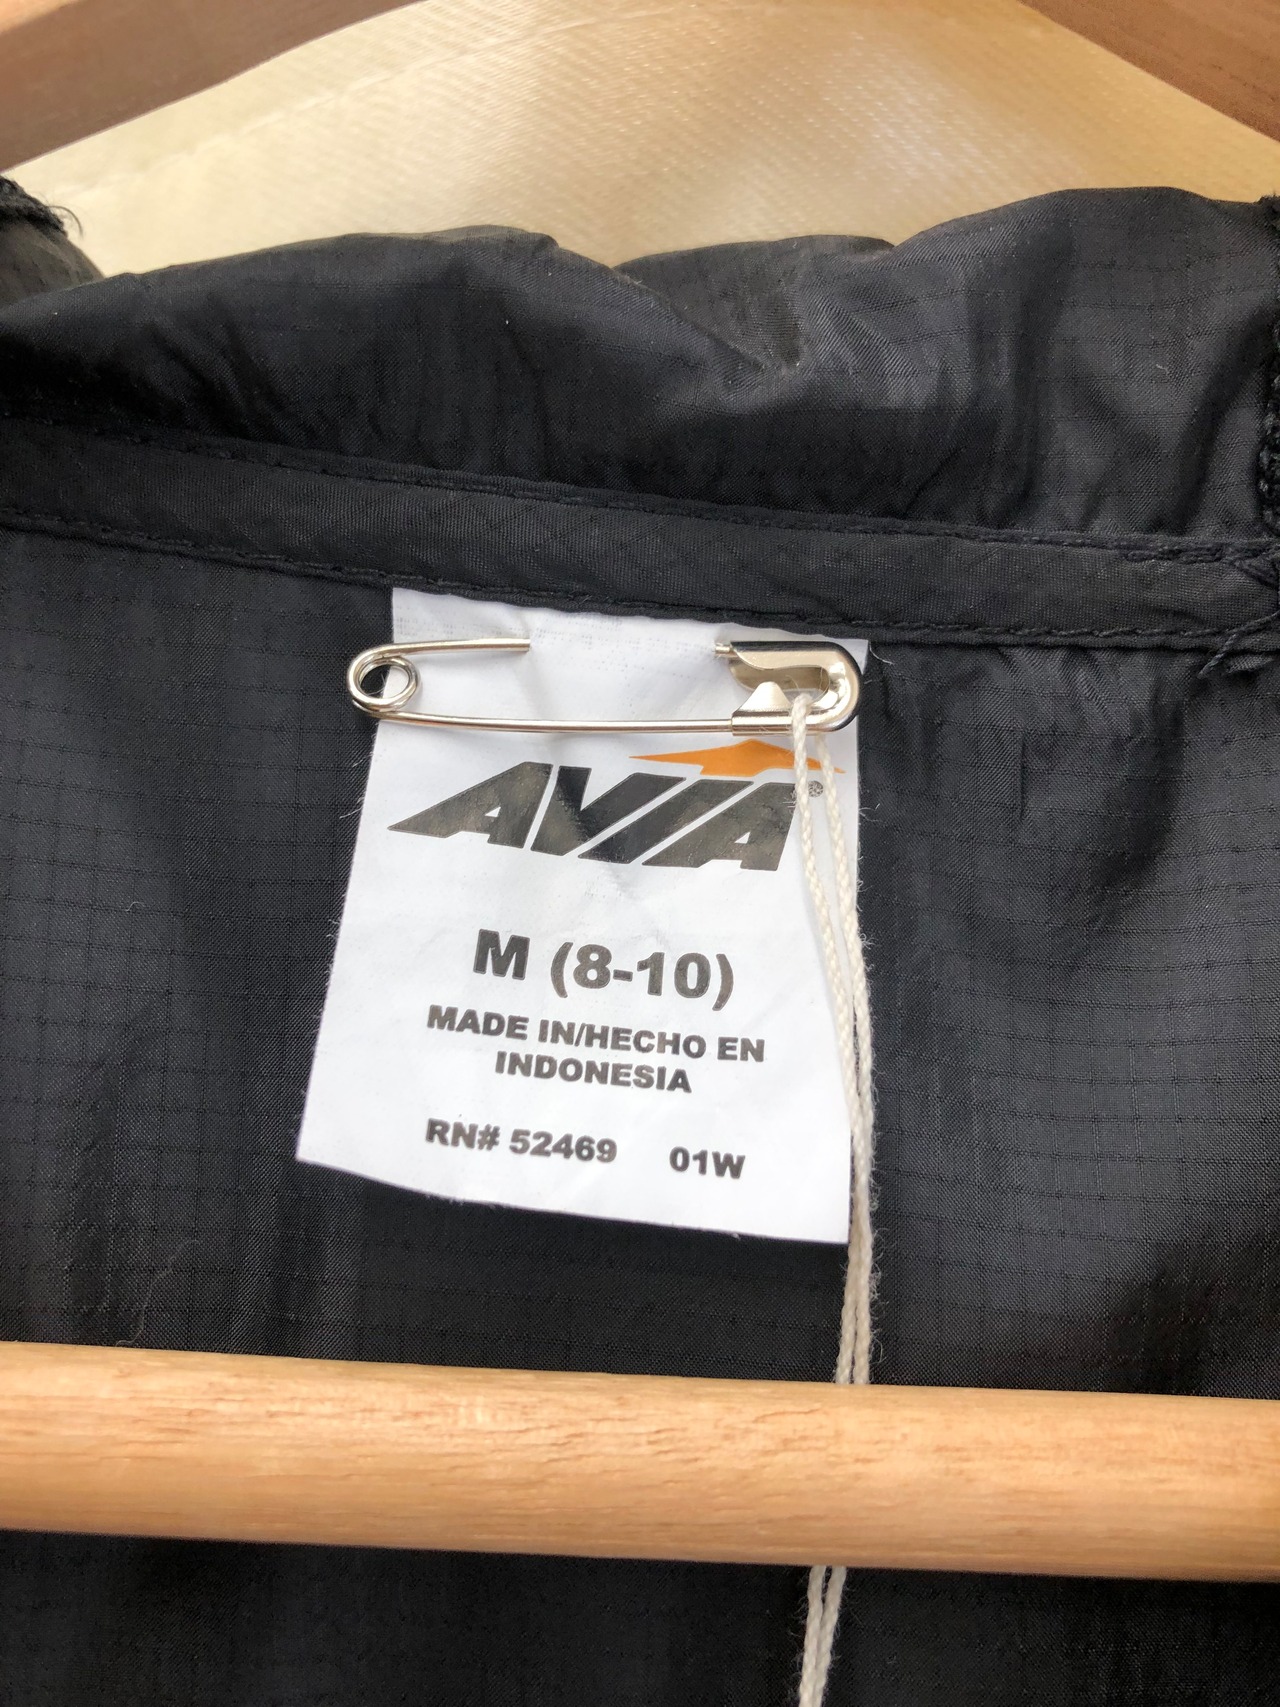 AVIA®
M (8-10)
MADE IN/HECHO EN
INDONESIA
RN# 52469 01W